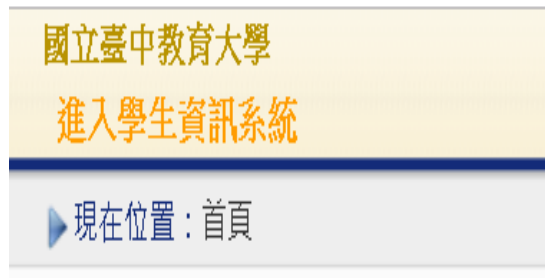 國立臺中教育大學
進入學生資訊系統
現在位置：首頁